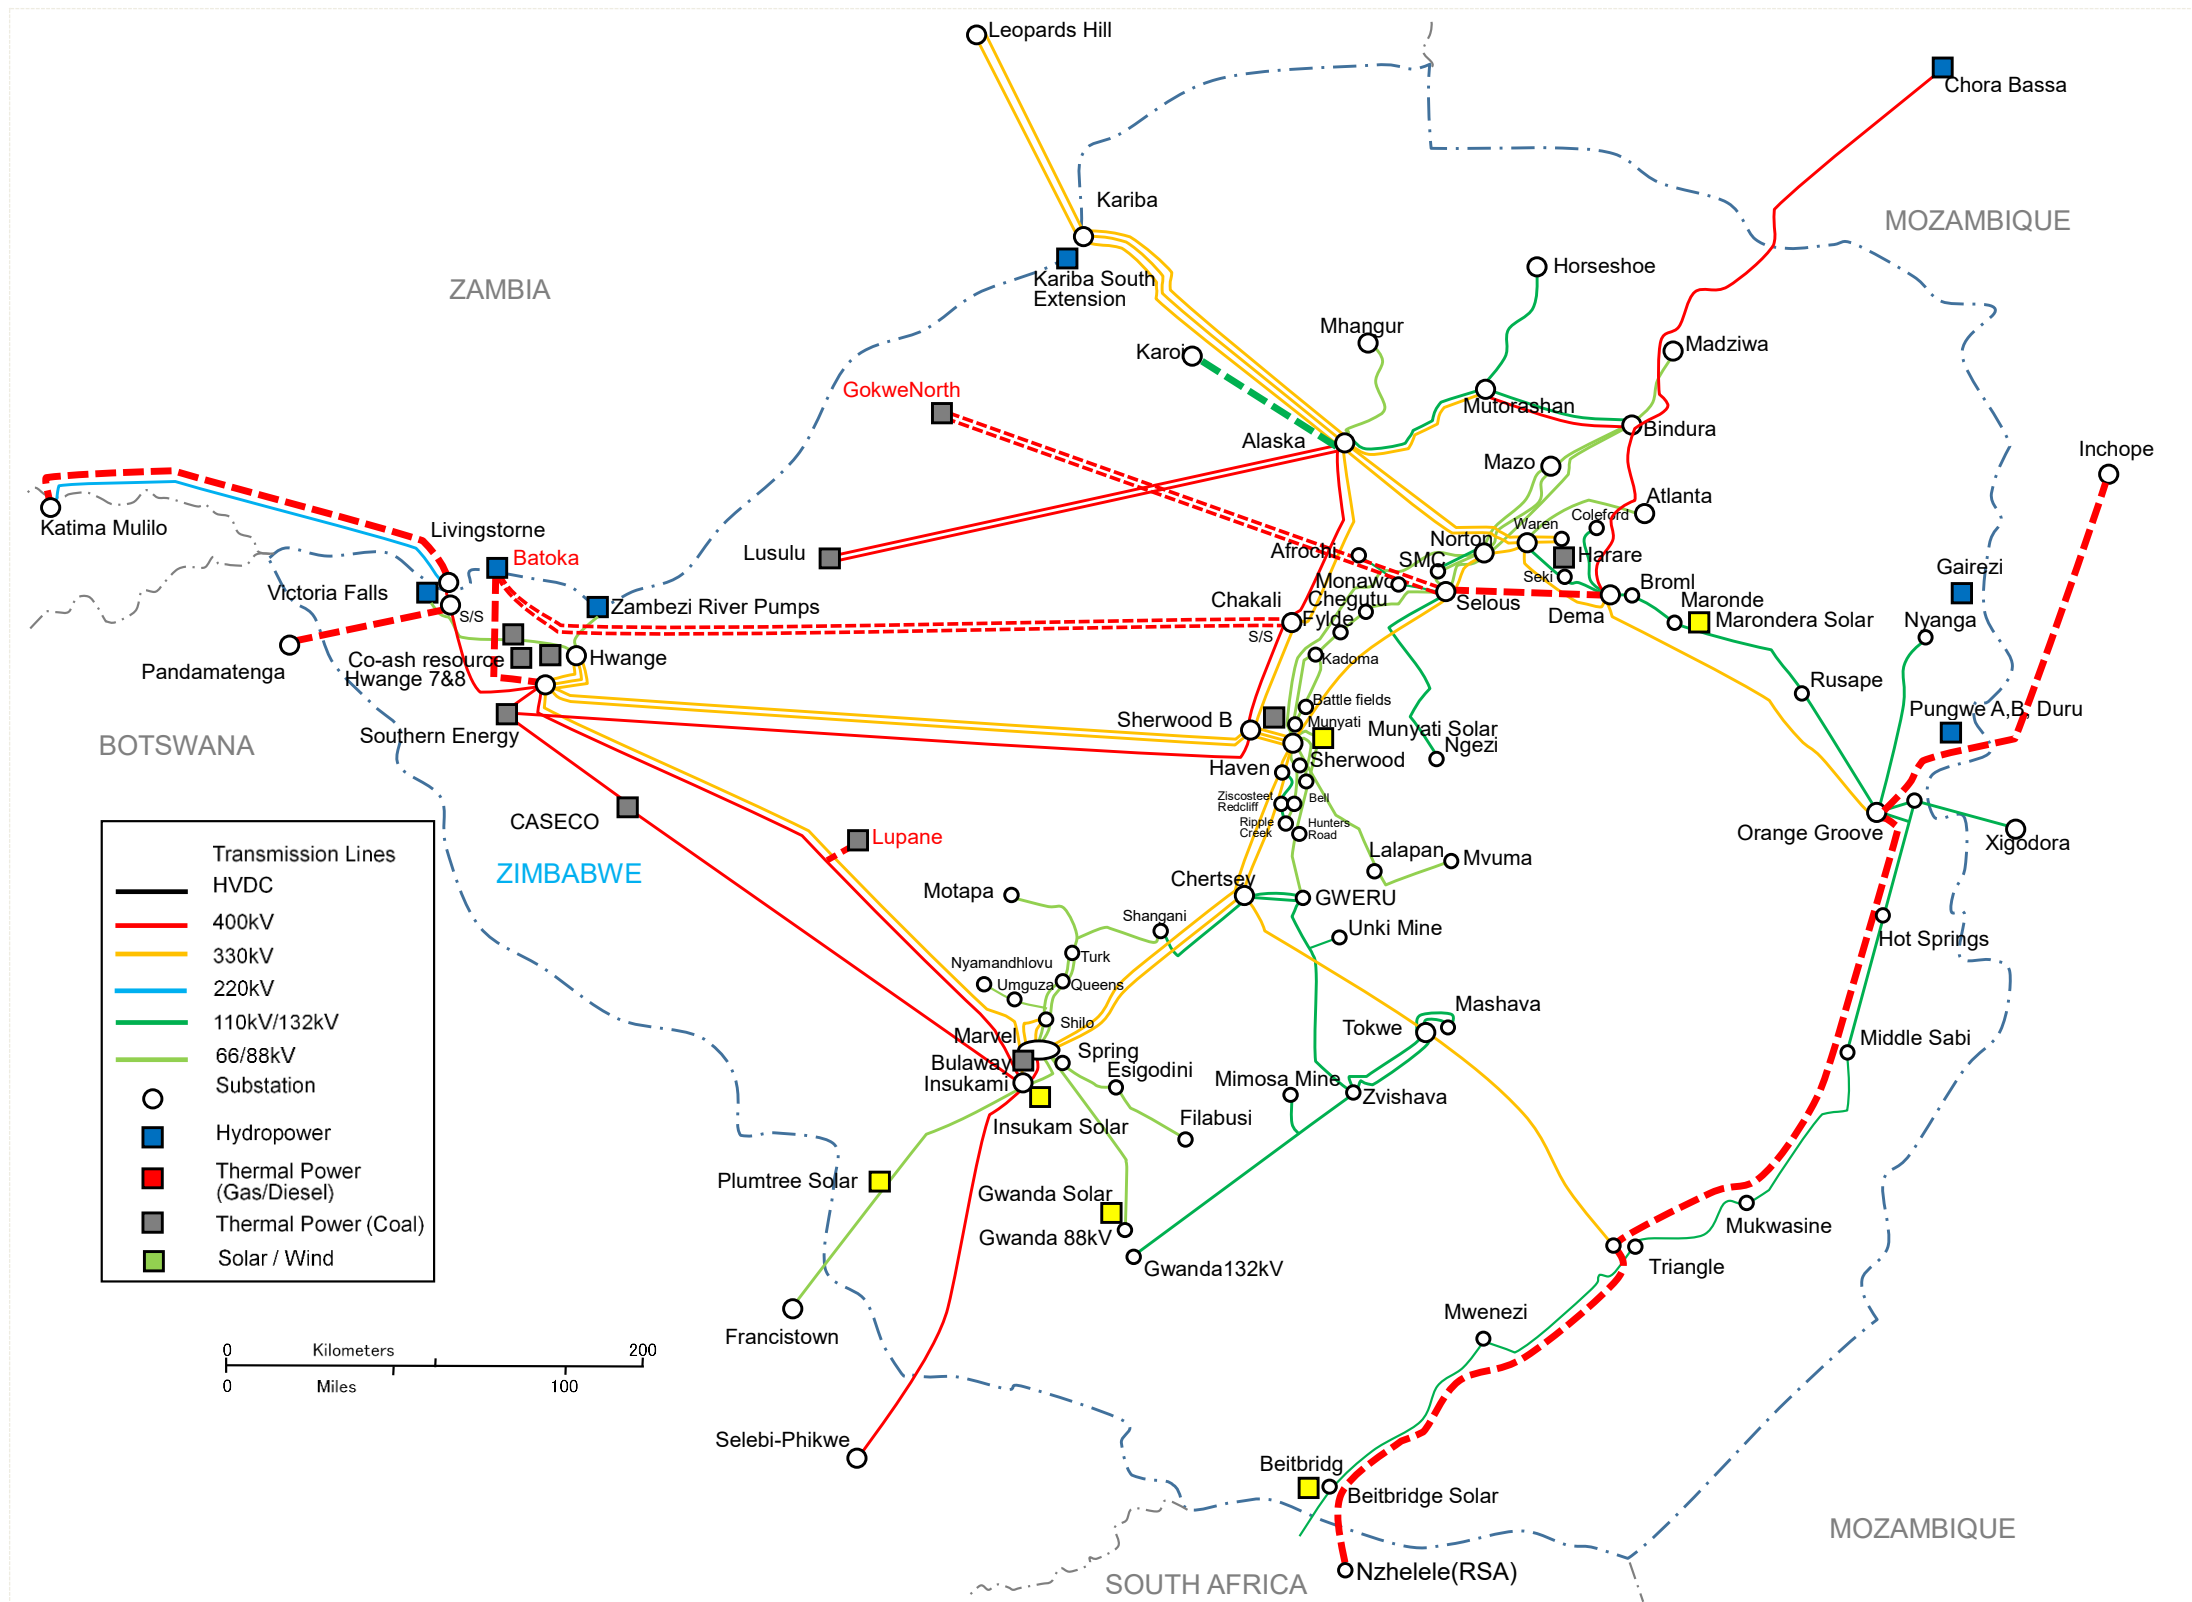 Leopards Hill
Chora Bassa
Kariba
MOZAMBIQUE
Horseshoe
ZAMBIA
Kariba South
Extension
Mhangur
Madziwa
Karoi
GokweNorth
Mutorashan
Bindura
Alaska
Inchope
Mazo
Atlanta
Coleford
Waren
Katima Mulilo
Livingstorne
Batoka
Lusulu
Afrochi
SMC
Norton
Harare
Seki
Gairezi
Victoria Falls
Zambezi River Pumps
S/S
Monawo
Chegutu
Chakali
Fylde
S/S
Selous
Dema
Broml
Maronde
Marondera Solar
Nyanga
Pandamatenga
Co-ash resource
Hwange
Hwange 7&8
Kadoma
Rusape
Battle fields
Munyati
Munyati Solar
Ngezi
Pungwe A,B, Duru
Southern Energy
Sherwood B
Sherwood
BOTSWANA
Haven
CASECO
Ziscosteet
Redcliff
Bell
Ripple
Creek
Hunters
Road
Lupane
Orange Groove
Xigodora
ZIMBABWE
Lalapan
Mvuma
Transmission Lines
HVDC
400kV
330kV
220kV
110kV/132kV
66/88kV
Substation
Hydropower
Thermal Power
(Gas/Diesel)
Thermal Power (Coal)
Solar / Wind
Motapa
Chertsey
GWERU
Shangani
Unki Mine
Hot Springs
Turk
Nyamandhlovu
Umguza
Queens
Shilo
Mashava
Tokwe
Marvel
Bulaway
Insukami
Spring
Esigodini
Mimosa Mine
Zvishava
Middle Sabi
Insukam Solar
Filabusi
Plumtree Solar
Gwanda Solar
Gwanda 88kV
Gwanda132kV
Mukwasine
Triangle
Francistown
Mwenezi
0
Kilometers
200
0
Miles
100
Selebi-Phikwe
Beitbridg
Beitbridge Solar
MOZAMBIQUE
SOUTH AFRICA
Nzhelele(RSA)